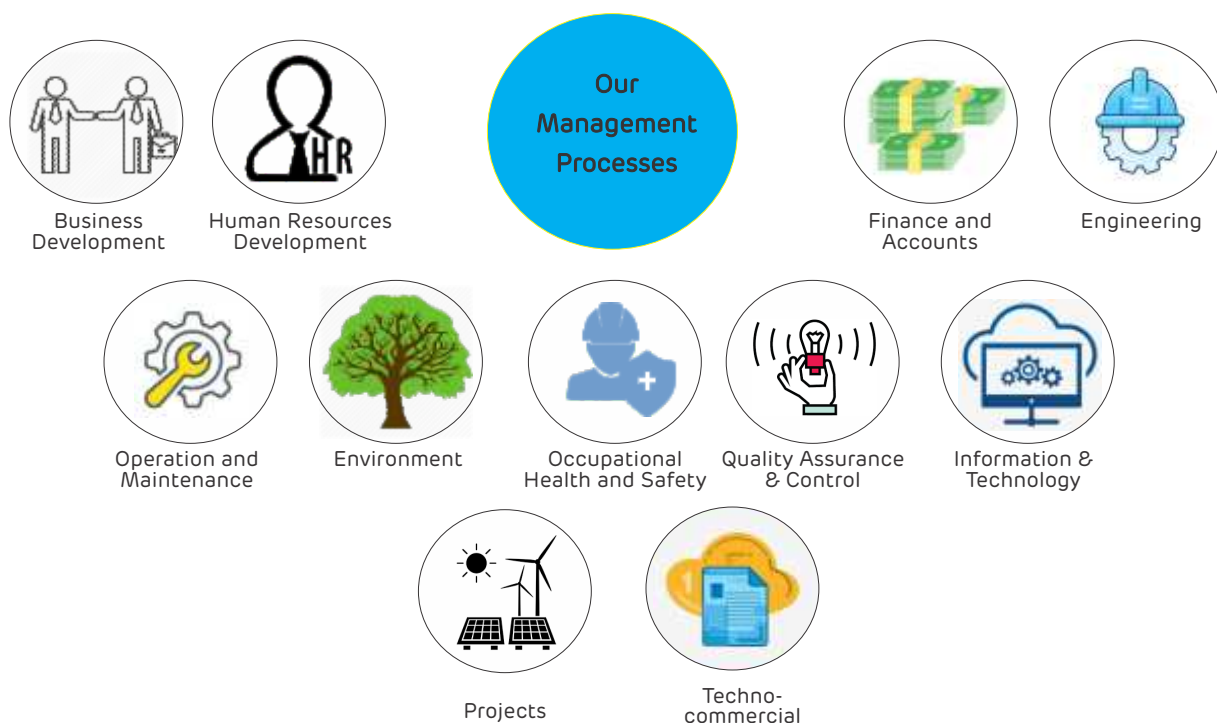 Our
Management
Processes
HR
Business
Development
Human Resources
Development
Finance and
Accounts
Engineering
Operation and
Maintenance
Environment
Occupational
Health and Safety
Quality Assurance
& Control
Information &
Technology
Projects
Techno-
commercial